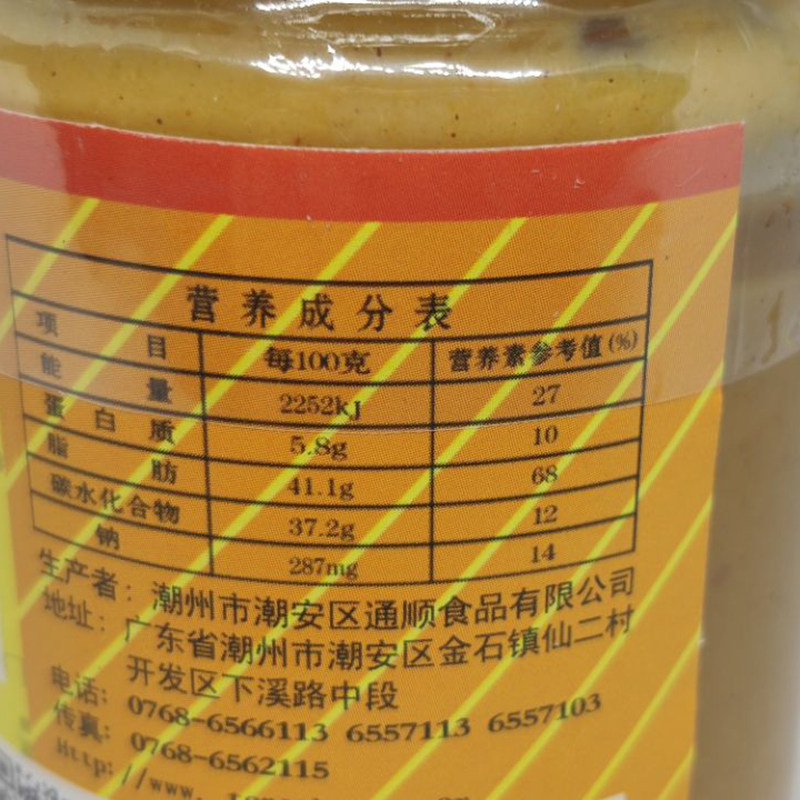 营养成分表
项目 每100克 营养素参考值(%)
能量 2252kJ 27
蛋白质 5.8g 10
脂肪 41.1g 68
碳水化合物 37.2g 12
钠 287mg 14
生产者：潮州市潮安区通顺食品有限公司
地址：广东省潮州市潮安区金石镇仙二村
开发区下溪路中段
电话：0768-6566113 6557113 6557103
传真：0768-6562115
Http://www.